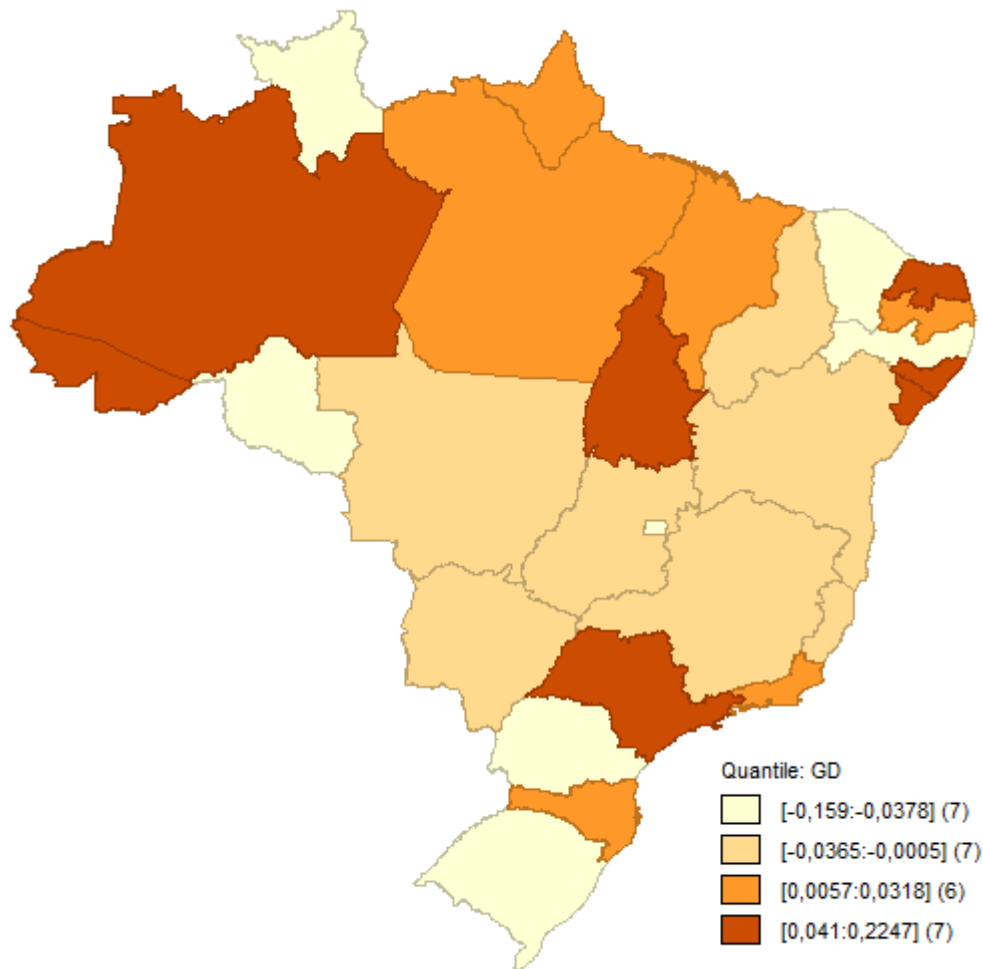 Quantile: GD
[-0,159:-0,0378] (7)
[-0,0365:-0,0005] (7)
[0,0057:0,0318] (6)
[0,041:0,2247] (7)